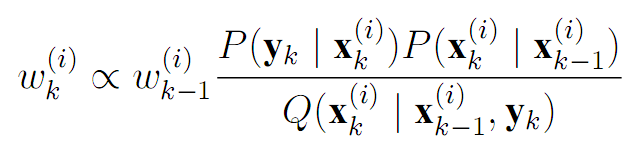 w_k^{(i)} \propto w_{k-1}^{(i)} \frac{P(\mathbf{y}_k \mid \mathbf{x}_k^{(i)}) P(\mathbf{x}_k^{(i)} \mid \mathbf{x}_{k-1}^{(i)})}{Q(\mathbf{x}_k^{(i)} \mid \mathbf{x}_{k-1}^{(i)}, \mathbf{y}_k)}